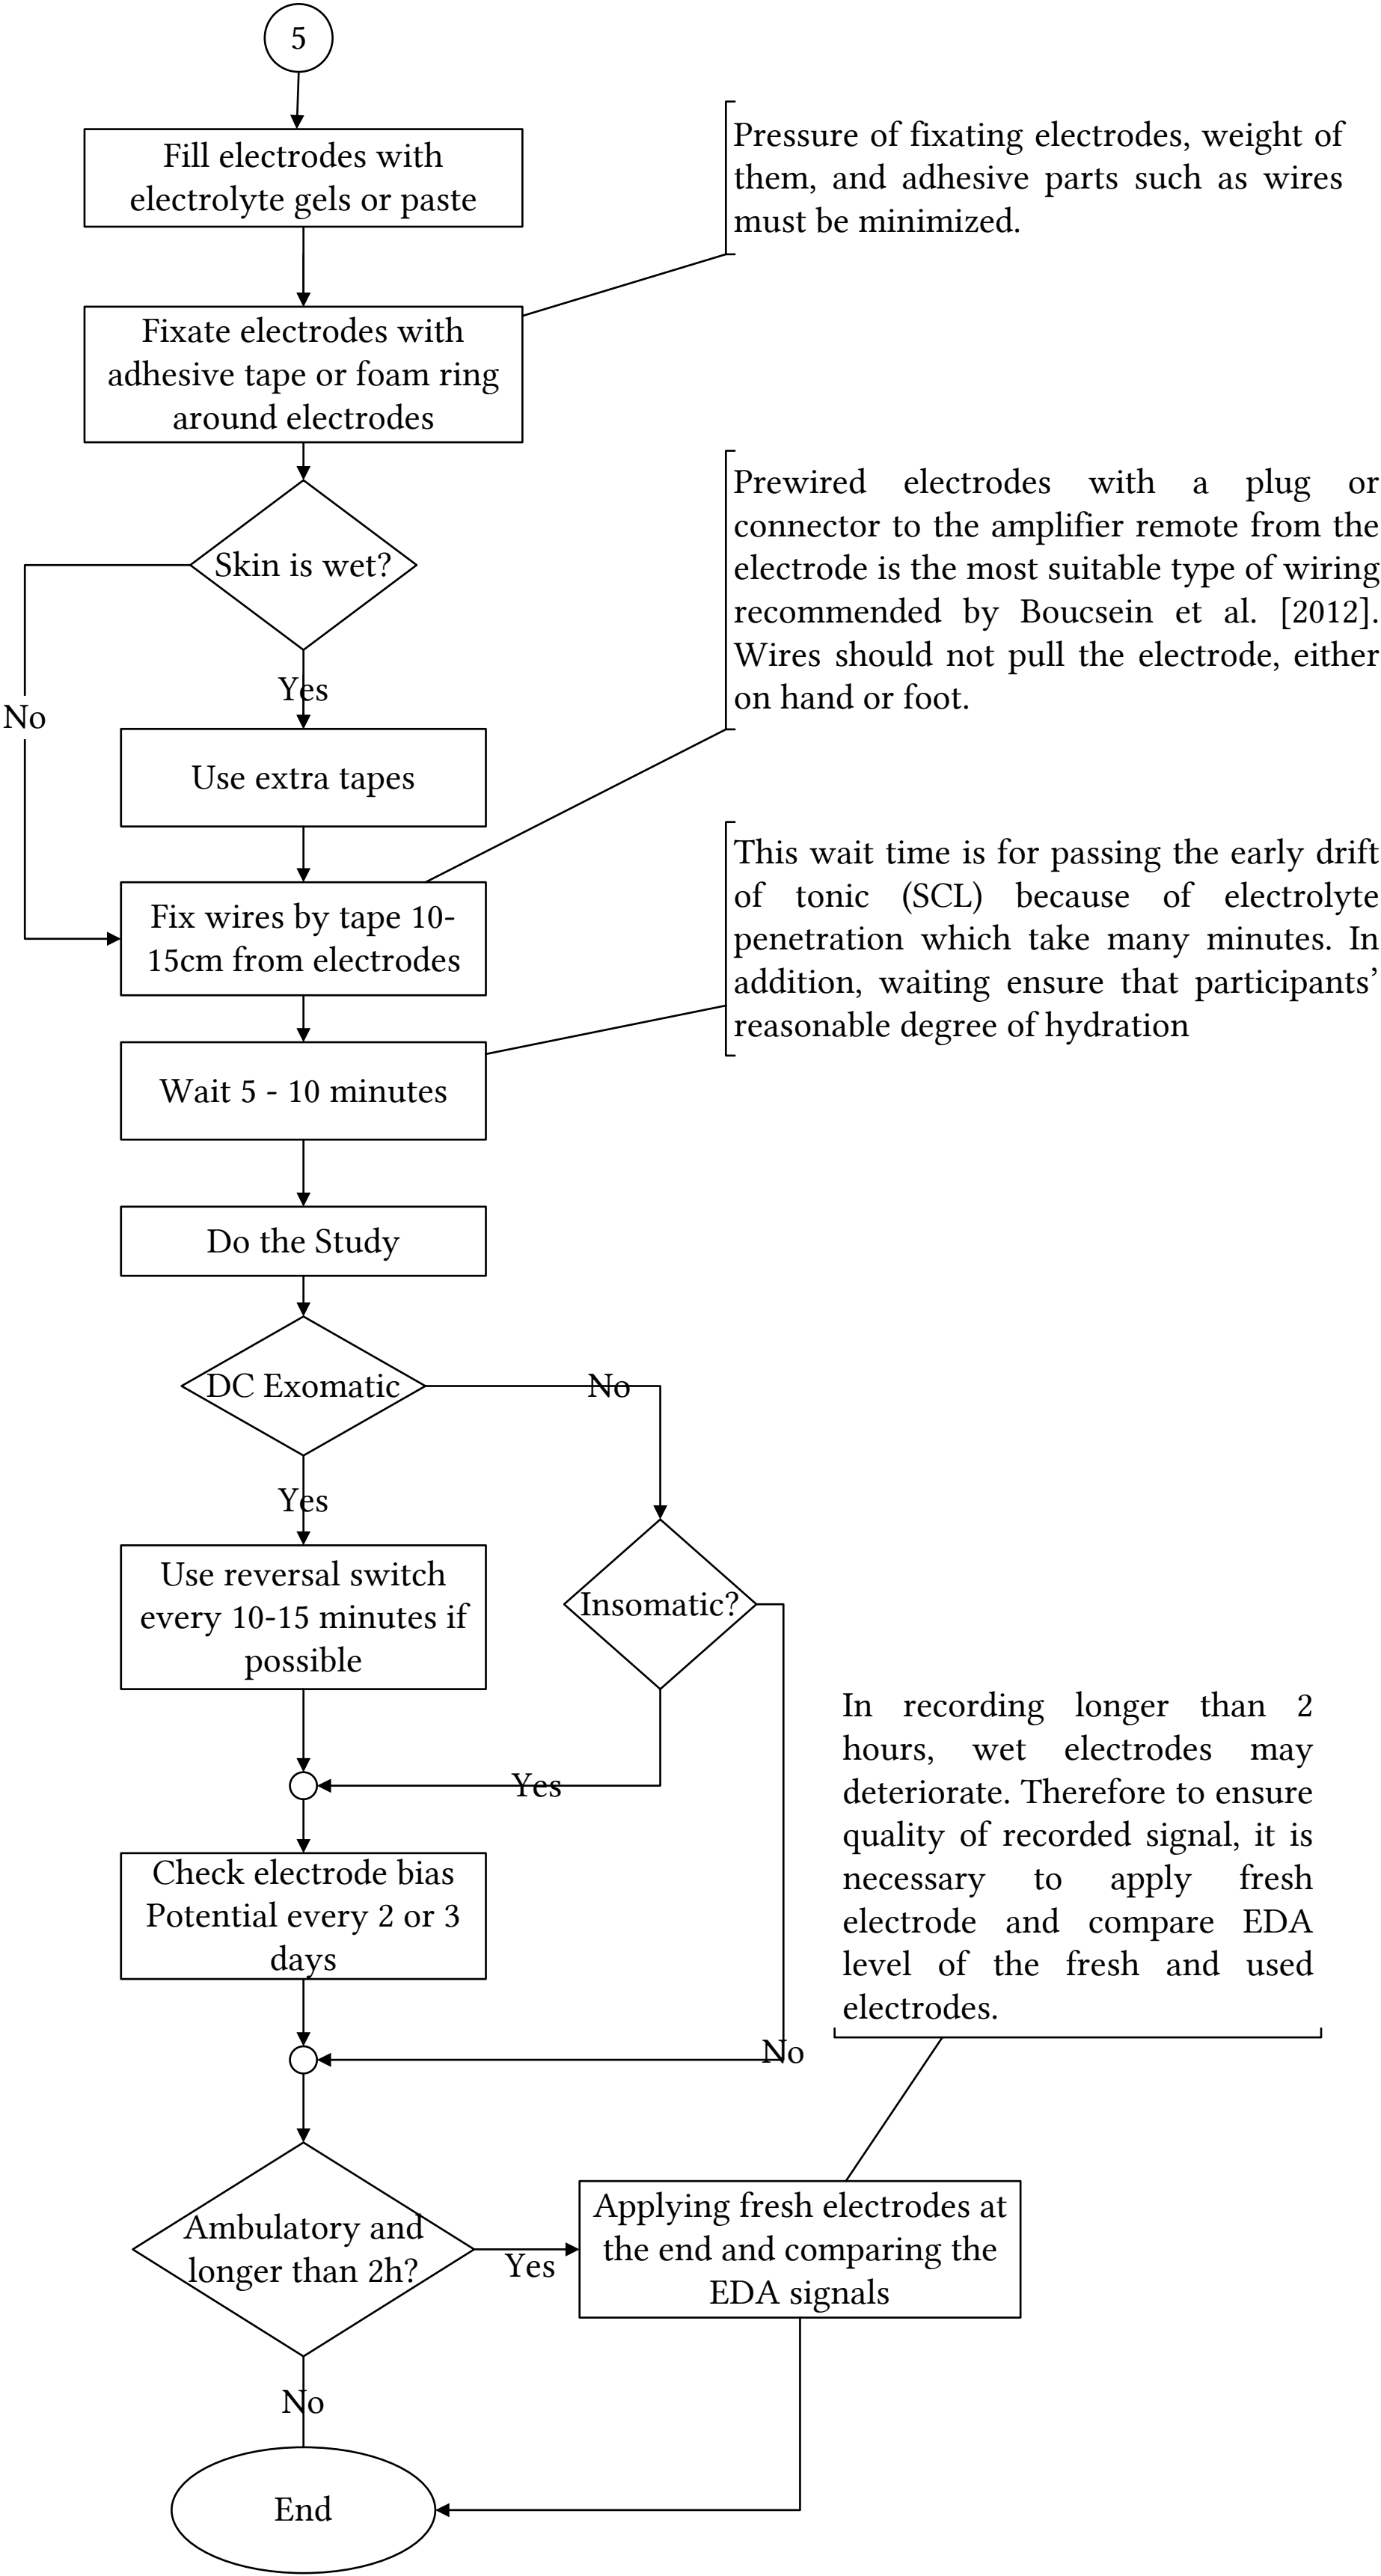 5
Fill electrodes with
electrolyte gels or paste
Pressure of fixating electrodes, weight of
them, and adhesive parts such as wires
must be minimized.
Fixate electrodes with
adhesive tape or foam ring
around electrodes
Skin is wet?
Prewired electrodes with a plug or
connector to the amplifier remote from the
electrode is the most suitable type of wiring
recommended by Boucsein et al. [2012].
Wires should not pull the electrode, either
on hand or foot.
Yes
No
Use extra tapes
Fix wires by tape 10-
15cm from electrodes
This wait time is for passing the early drift
of tonic (SCL) because of electrolyte
penetration which take many minutes. In
addition, waiting ensure that participants’
reasonable degree of hydration
Wait 5 - 10 minutes
Do the Study
DC Exomatic
No
Yes
Use reversal switch
every 10-15 minutes if
possible
Insomatic?
Yes
Check electrode bias
Potential every 2 or 3
days
In recording longer than 2
hours, wet electrodes may
deteriorate. Therefore to ensure
quality of recorded signal, it is
necessary to apply fresh
electrode and compare EDA
level of the fresh and used
electrodes.
No
Ambulatory and
longer than 2h?
Yes
Applying fresh electrodes at
the end and comparing the
EDA signals
No
End